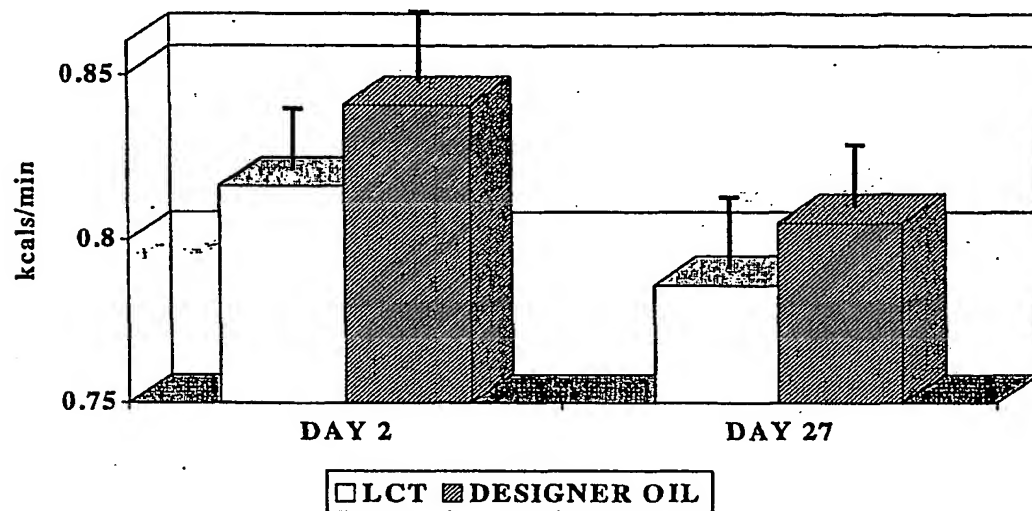 0.85
kcals/min
0.8
0.75
DAY 2 DAY 27
LCT DESIGNER OIL